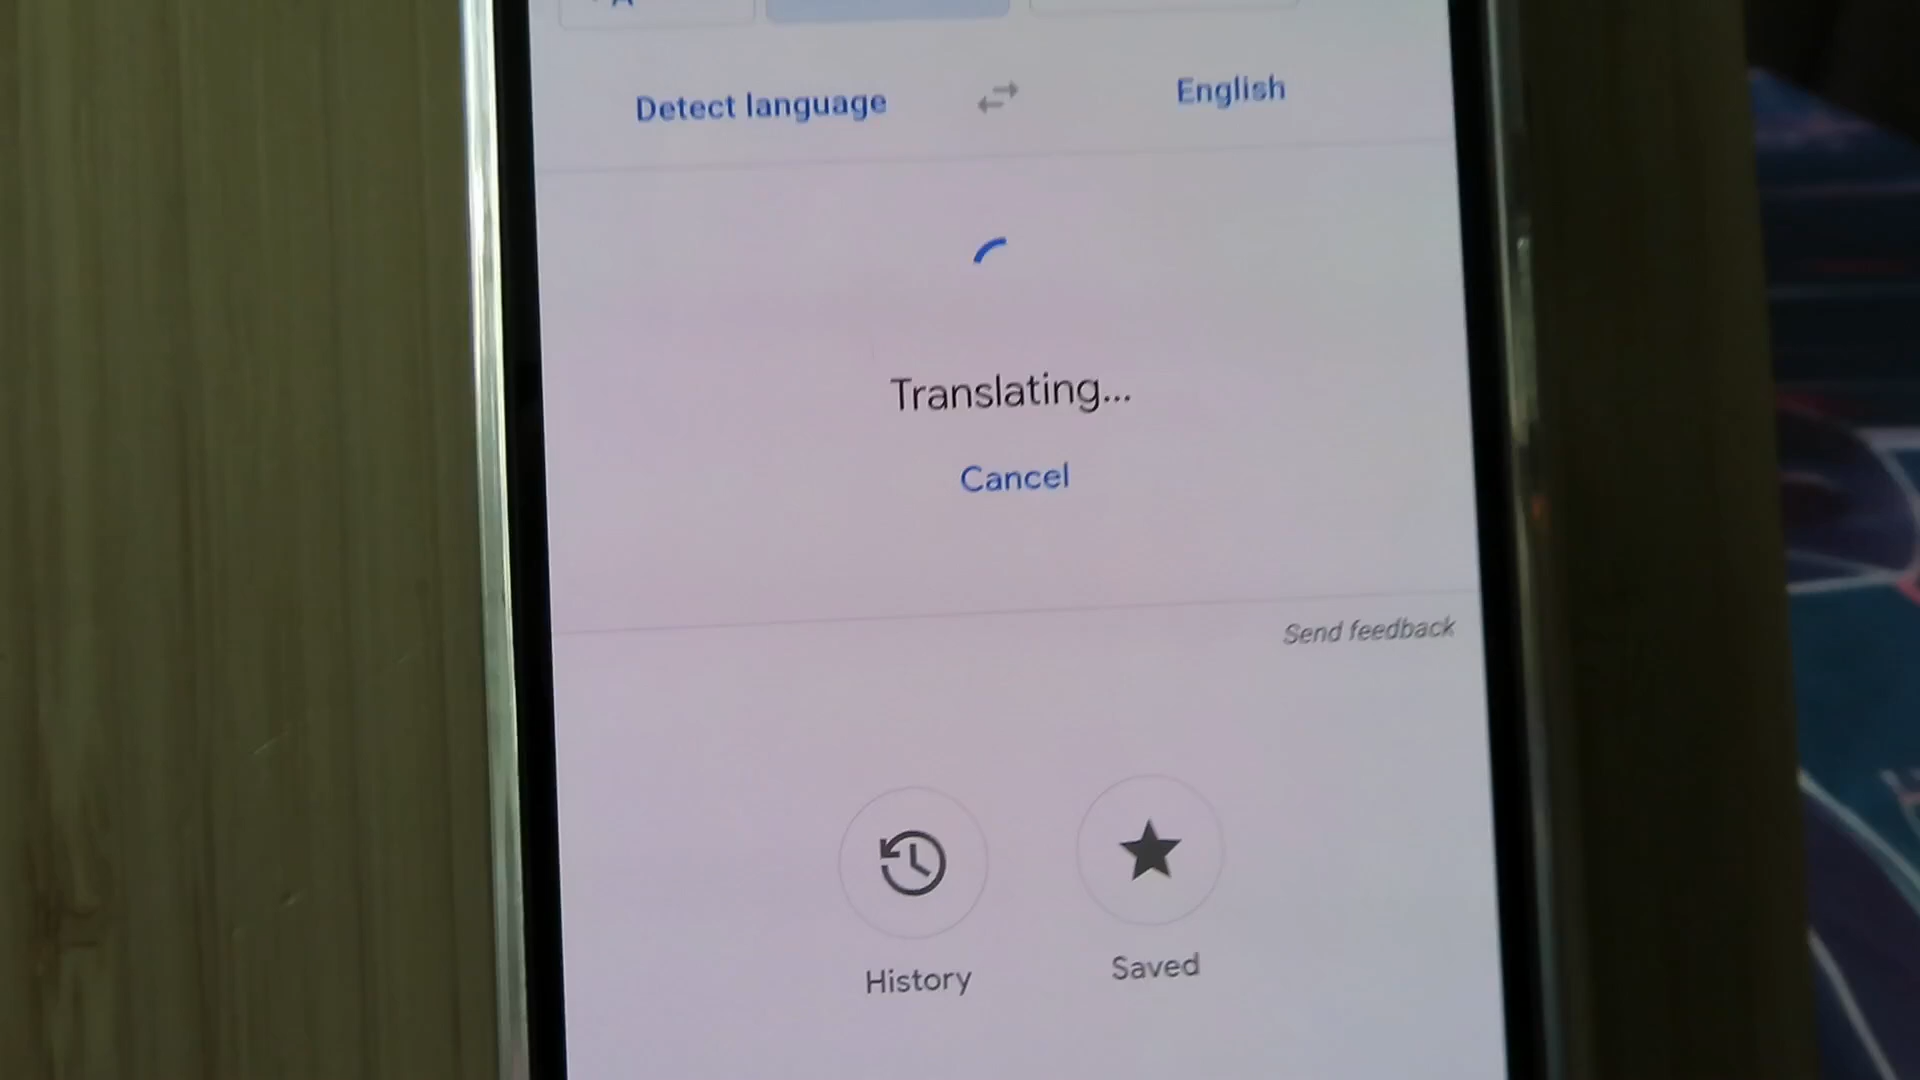 Detect language
English
Translating...
Cancel
Send feedback
History
Saved